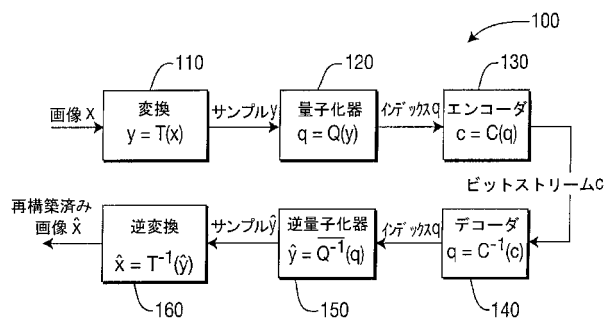 100
110
120
130
画像 x
変換
y = T(x)
サンプルy
量子化器
q = Q(y)
インデックスq
エンコーダ
c = C(q)
ビットストリームc
再構築済み
画像 x̂
逆変換
x̂ = T⁻¹(ŷ)
サンプルŷ
逆量子化器
ŷ = Q⁻¹(q)
インデックスq
デコーダ
q = C⁻¹(c)
160
150
140